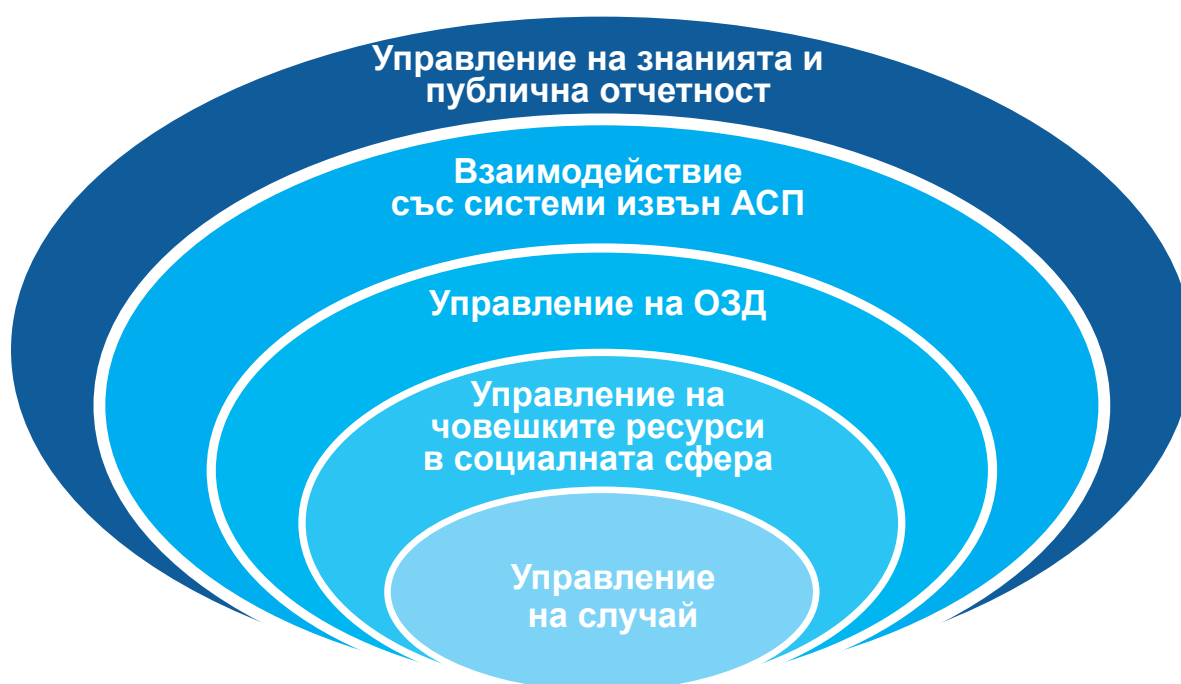 Управление на знанията и
публична отчетност
Взаимодействие
със системи извън АСП
Управление на ОЗД
Управление на
човешките ресурси
в социалната сфера
Управление
на случай